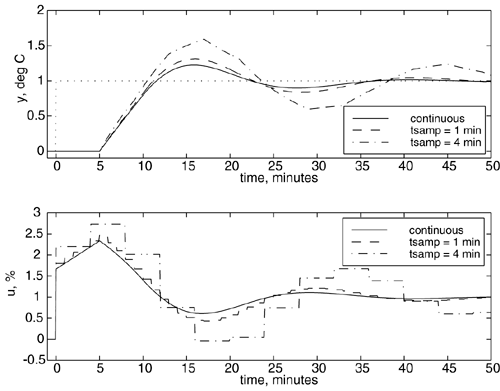 2
1.5
1
0.5
0
y, deg C
continuous
tsamp = 1 min
tsamp = 4 min
0 5 10 15 20 25 30 35 40 45 50
time, minutes
3
2.5
2
1.5
1
0.5
0
-0.5
u, %
continuous
tsamp = 1 min
tsamp = 4 min
0 5 10 15 20 25 30 35 40 45 50
time, minutes